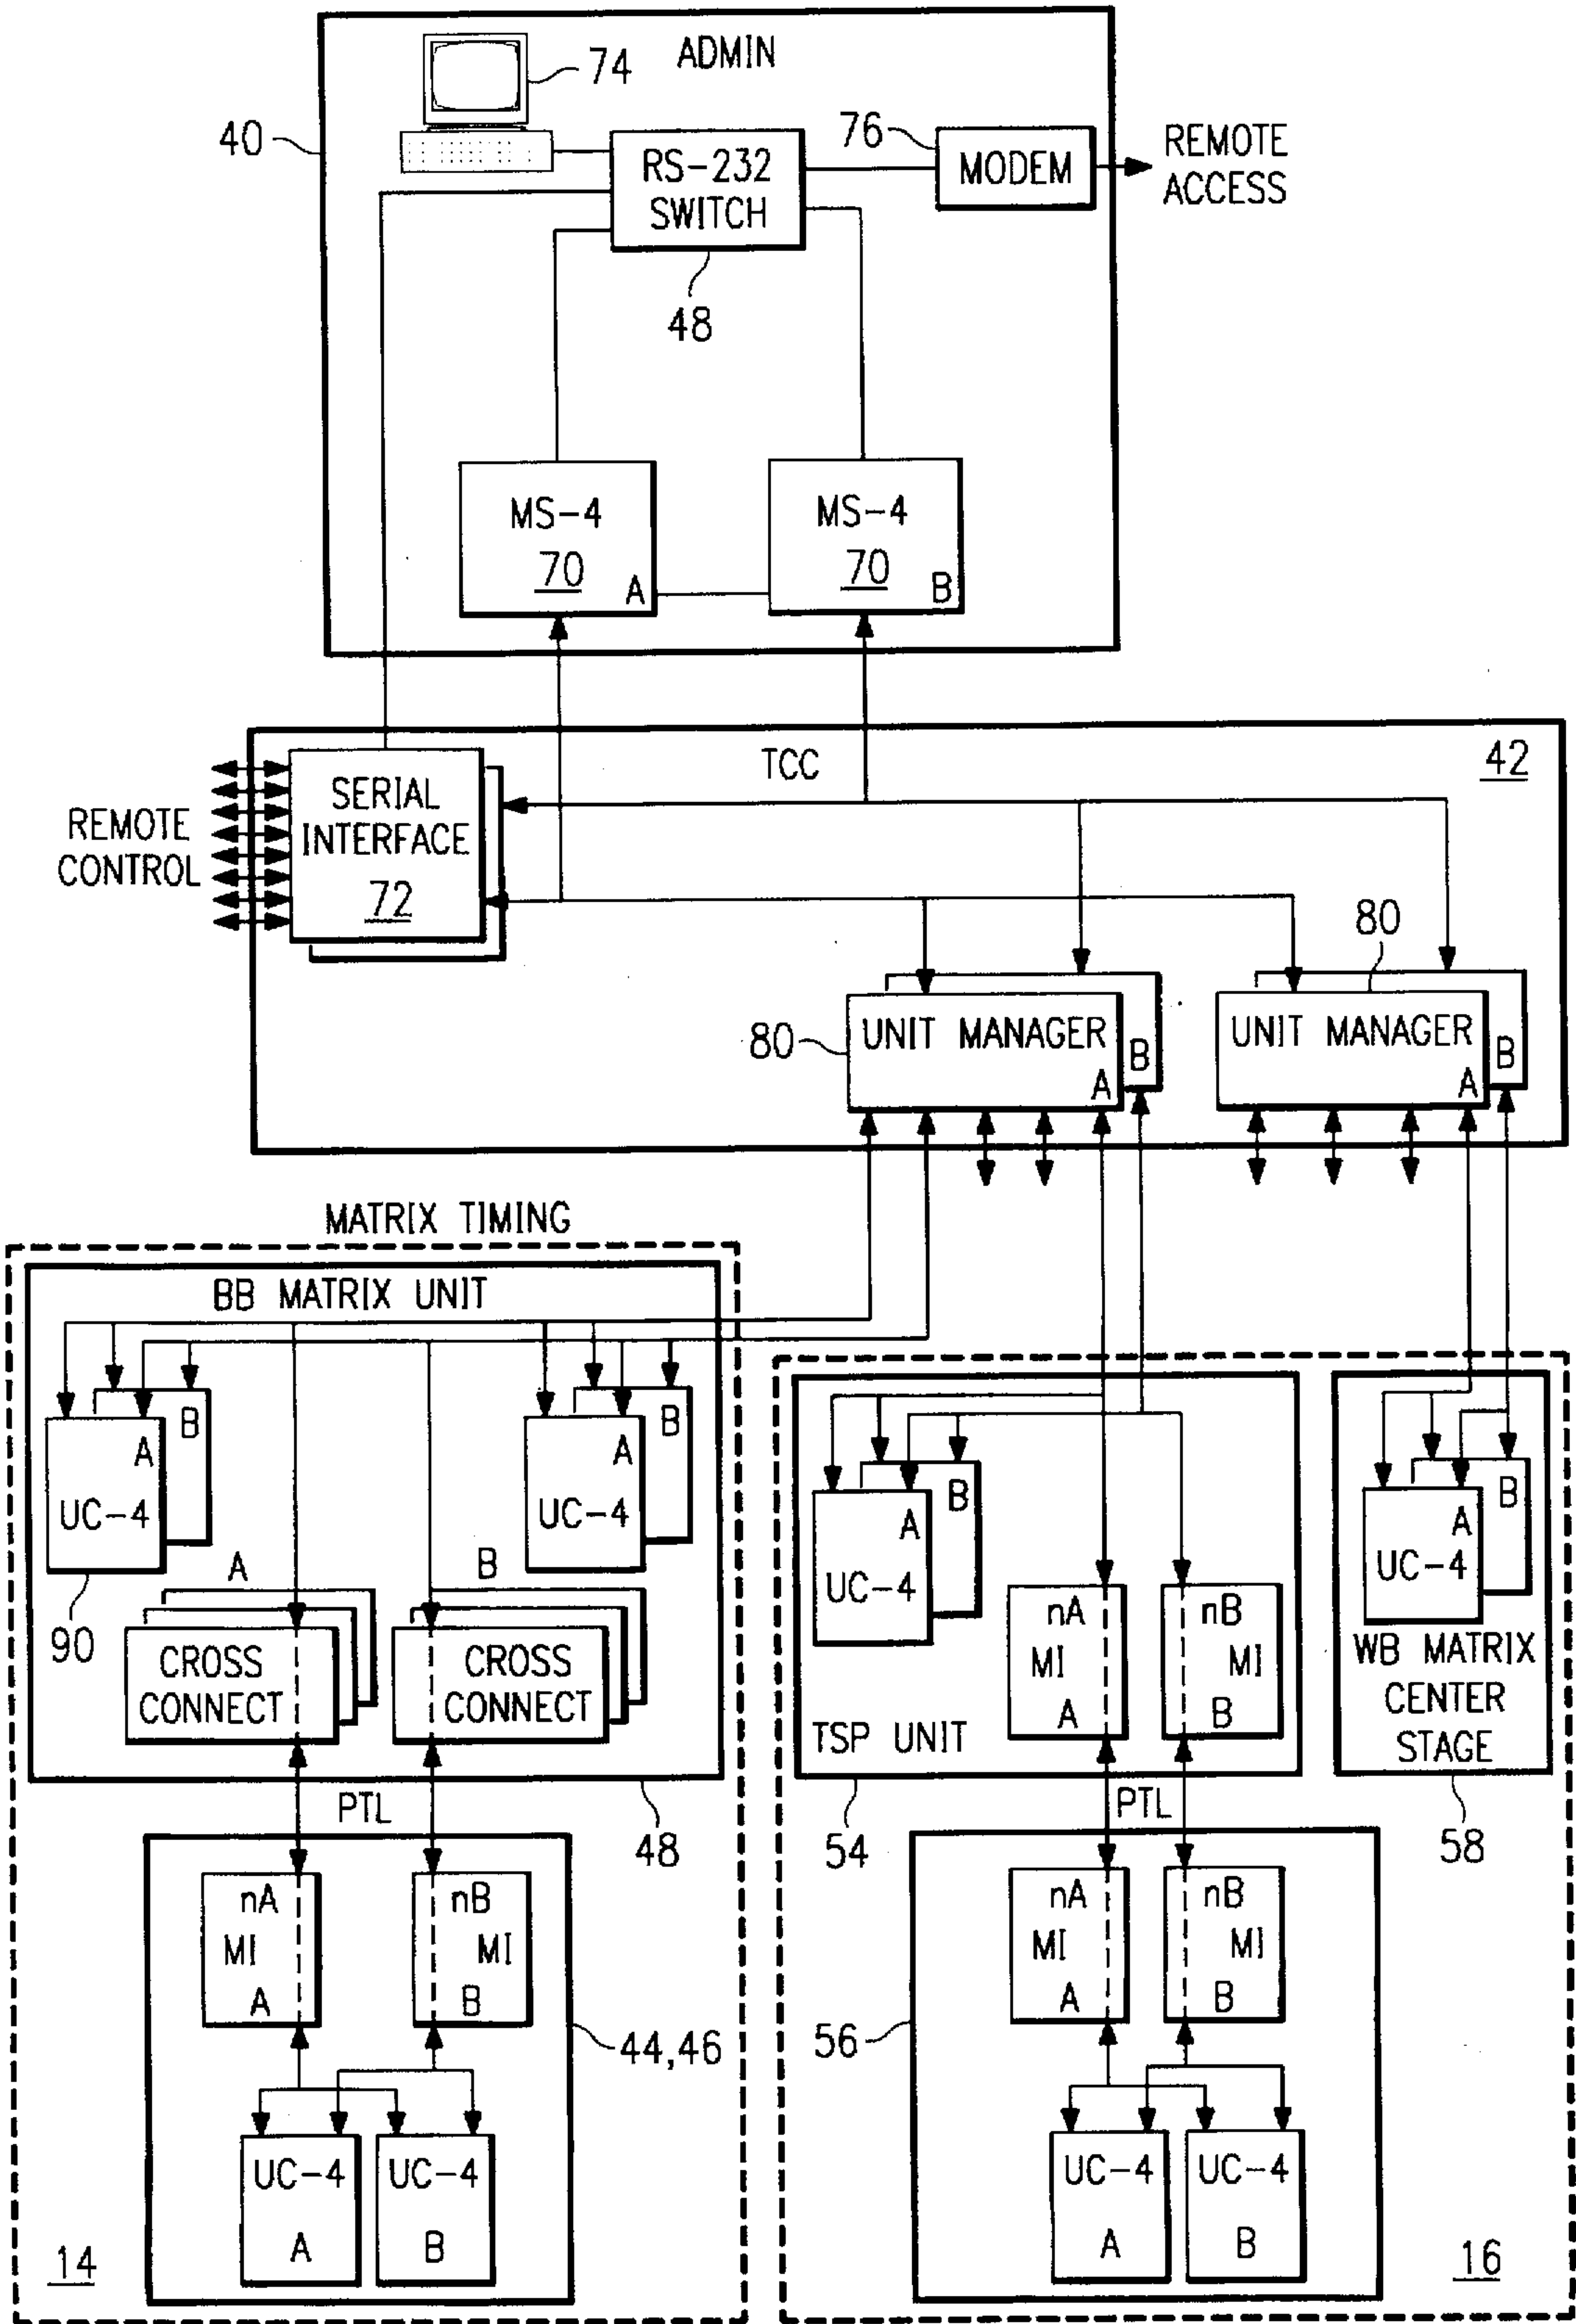 ADMIN
74
40
76
RS-232
SWITCH
MODEM
REMOTE
ACCESS
48
MS-4
70
A
MS-4
70
B
TCC
42
SERIAL
INTERFACE
72
REMOTE
CONTROL
80
80
UNIT MANAGER
A
B
UNIT MANAGER
A
B
MATRIX TIMING
BB MATRIX UNIT
A
B
UC-4
A
B
UC-4
90
A
B
CROSS
CONNECT
CROSS
CONNECT
PTL
48
nA
MI
A
nB
MI
B
44,46
UC-4
A
UC-4
B
14
A
B
UC-4
nA
MI
A
nB
MI
B
TSP UNIT
54
PTL
A
B
UC-4
WB MATRIX
CENTER
STAGE
58
nA
MI
A
nB
MI
B
56
UC-4
A
UC-4
B
16